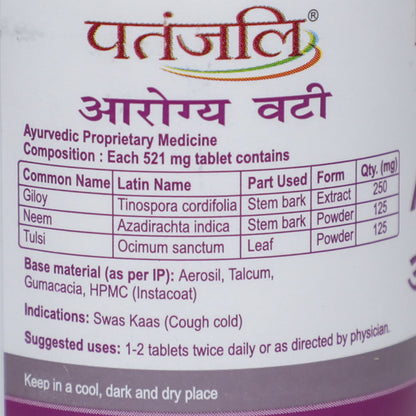 पतंजलि®
आरोग्य वटी
Ayurvedic Proprietary Medicine
Composition : Each 521 mg tablet contains
Common Name Latin Name Part Used Form Qty. (mg)
Giloy Tinospora cordifolia Stem bark Extract 250
Neem Azadirachta indica Stem bark Powder 125
Tulsi Ocimum sanctum Leaf Powder 125
Base material (as per IP): Aerosil, Talcum,
Gumacacia, HPMC (Instacoat)
Indications: Swas Kaas (Cough cold)
Suggested uses: 1-2 tablets twice daily or as directed by physician.
Keep in a cool, dark and dry place